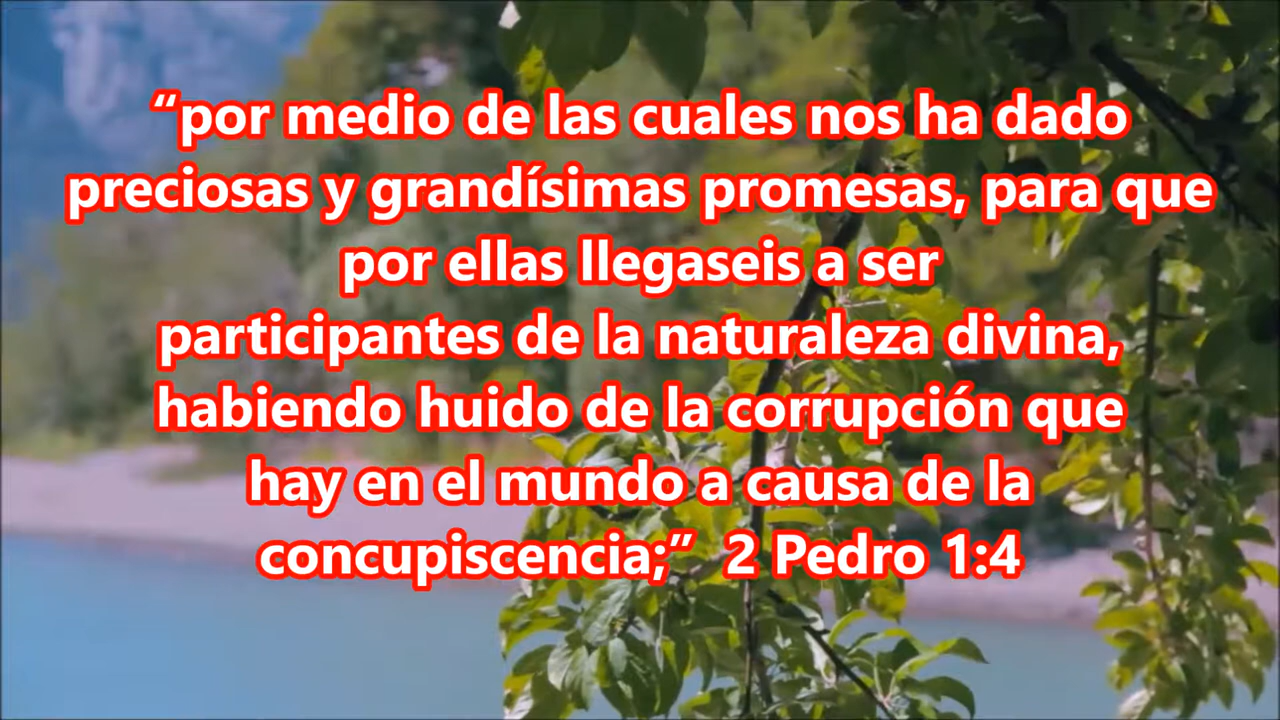 “por medio de las cuales nos ha dado
preciosas y grandísimas promesas, para que
por ellas llegaseis a ser
participantes de la naturaleza divina,
habiendo huido de la corrupción que
hay en el mundo a causa de la
concupiscencia;” 2 Pedro 1:4